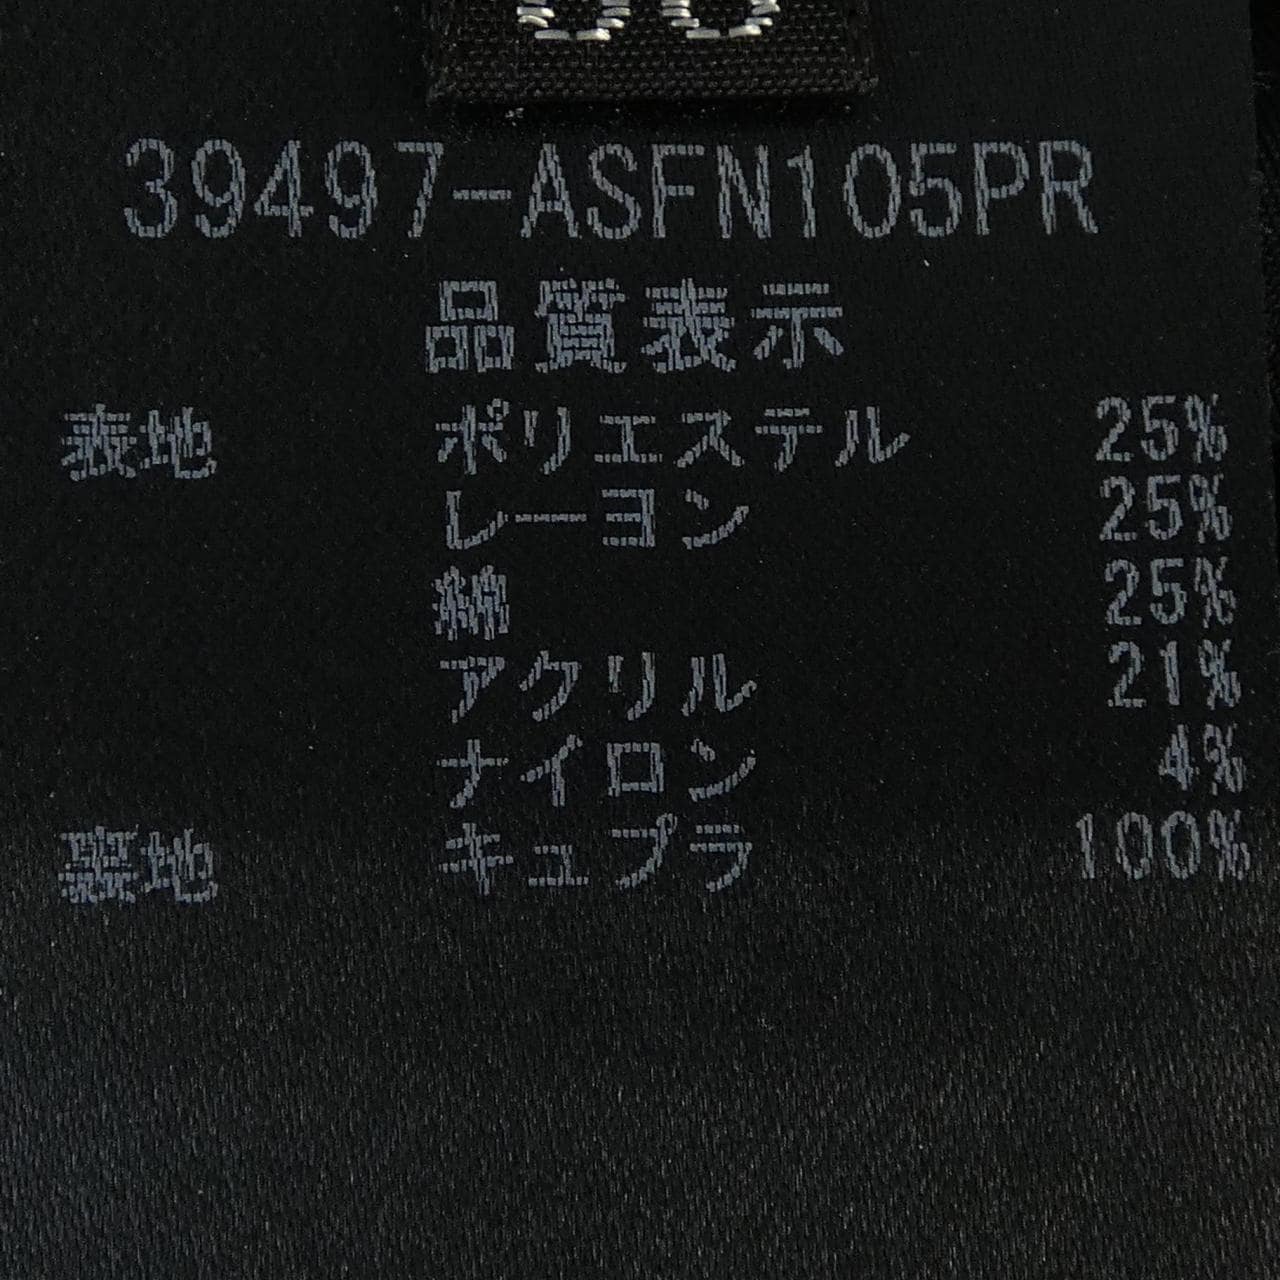 39497-ASFN105PR
品質表示
表地 ポリエステル 25%
レーヨン 25%
綿 25%
アクリル 21%
ナイロン 4%
裏地 キュプラ 100%